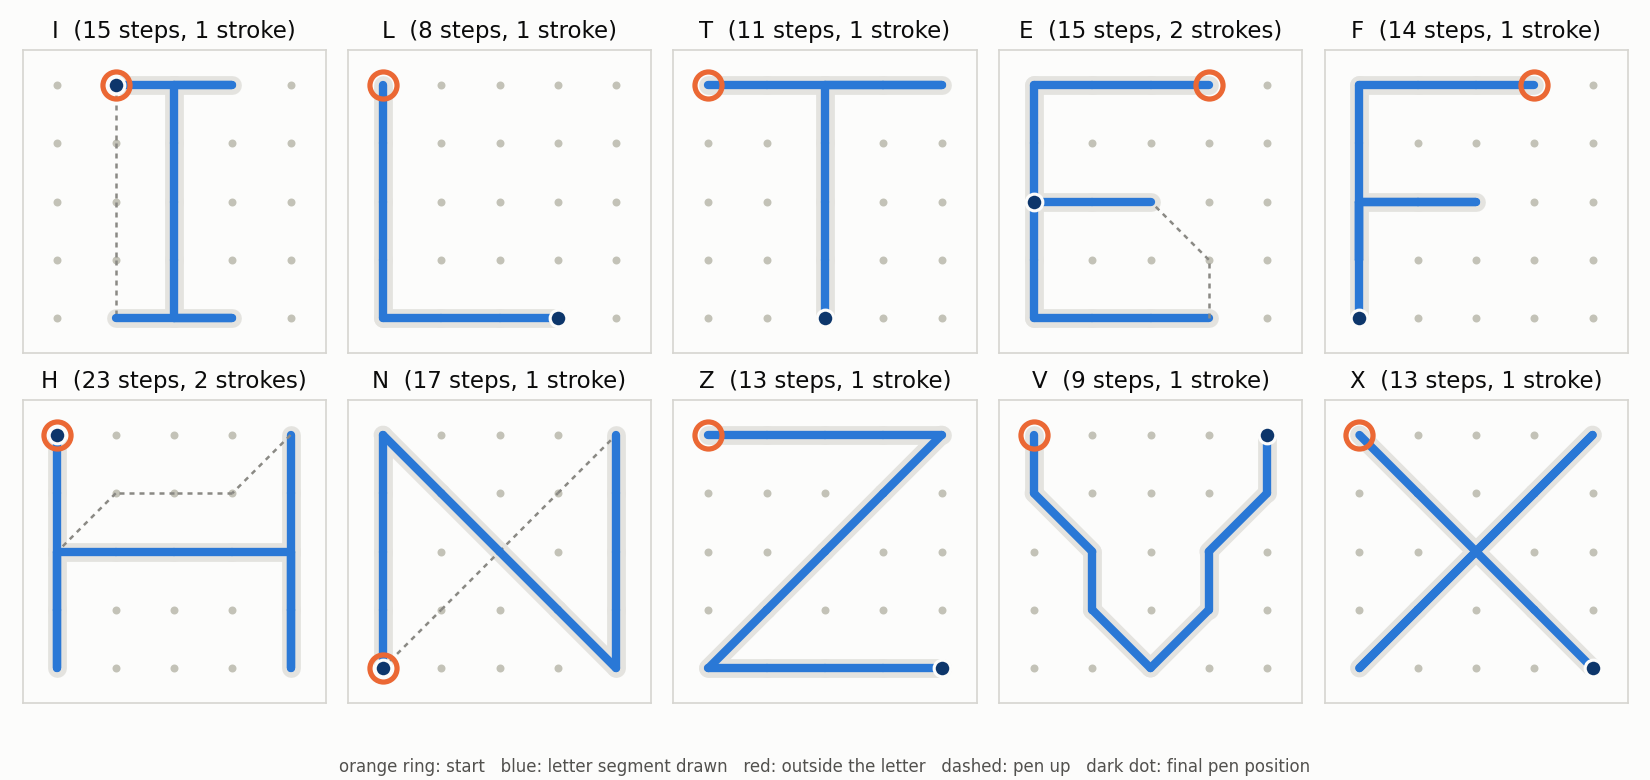 I (15 steps, 1 stroke) L (8 steps, 1 stroke) T (11 steps, 1 stroke) E (15 steps, 2 strokes) F (14 steps, 1 stroke)
H (23 steps, 2 strokes) N (17 steps, 1 stroke) Z (13 steps, 1 stroke) V (9 steps, 1 stroke) X (13 steps, 1 stroke)
orange ring: start blue: letter segment drawn red: outside the letter dashed: pen up dark dot: final pen position